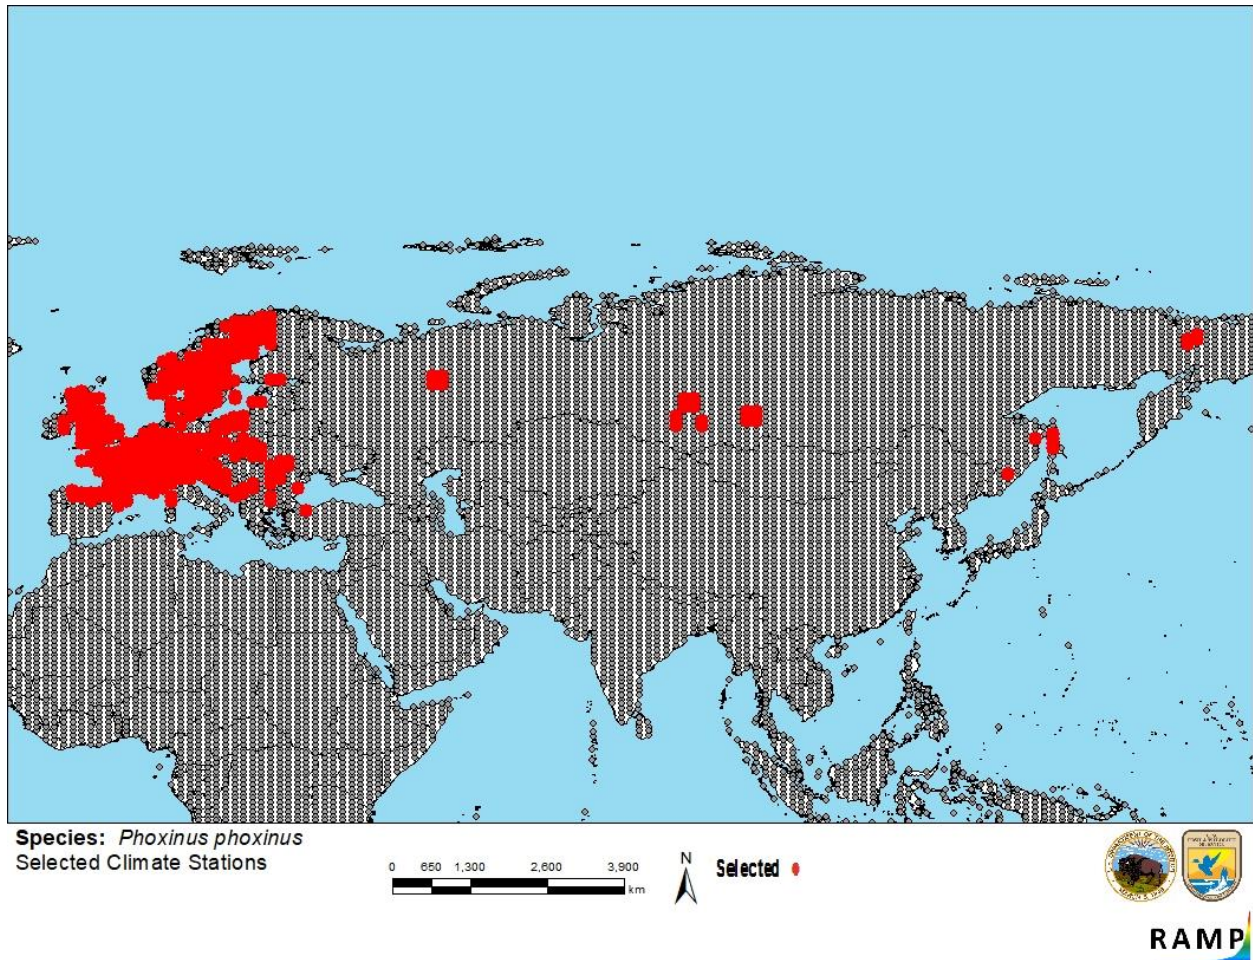 Species: Phoxinus phoxinus
Selected Climate Stations
0 650 1,300 2,600 3,900
km
N
Selected
RAMP